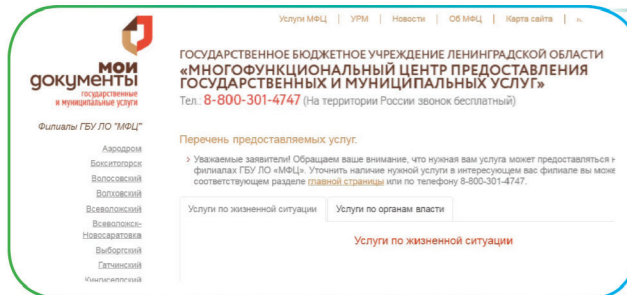 Услуги МФЦ | УРМ | Новости | Об МФЦ | Карта сайта |
мои
документы
государственные
и муниципальные услуги
ГОСУДАРСТВЕННОЕ БЮДЖЕТНОЕ УЧРЕЖДЕНИЕ ЛЕНИНГРАДСКОЙ ОБЛАСТИ
«МНОГОФУНКЦИОНАЛЬНЫЙ ЦЕНТР ПРЕДОСТАВЛЕНИЯ
ГОСУДАРСТВЕННЫХ И МУНИЦИПАЛЬНЫХ УСЛУГ»
Тел.: 8-800-301-4747 (На территории России звонок бесплатный)
Филиалы ГБУ ЛО "МФЦ"
Аэродром
Бокситогорск
Волосовский
Волховский
Всеволожский
Всеволожск-
Новосаратовка
Выборгский
Гатчинский
Кингисеппский
Перечень предоставляемых услуг.
> Уважаемые заявители! Обращаем ваше внимание, что нужная вам услуга может предоставляться н
филиалах ГБУ ЛО «МФЦ». Уточнить наличие нужной услуги в интересующем вас филиале вы може
соответствующем разделе главной страницы или по телефону 8-800-301-4747.
Услуги по жизненной ситуации
Услуги по органам власти
Услуги по жизненной ситуации